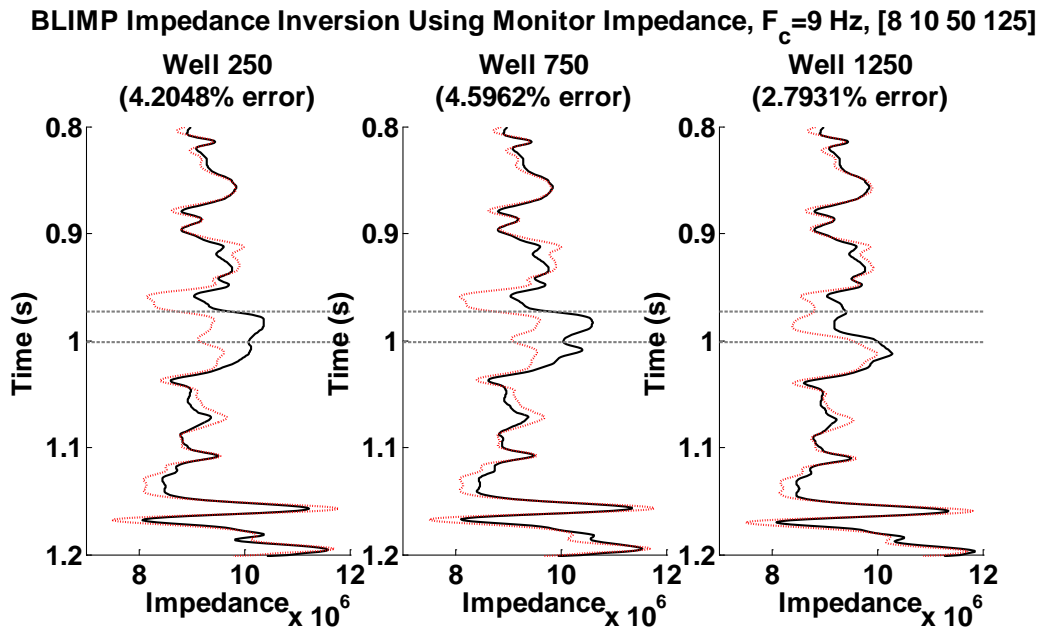 BLIMP Impedance Inversion Using Monitor Impedance, F_c=9 Hz, [8 10 50 125]
Well 250
(4.2048% error)
Well 750
(4.5962% error)
Well 1250
(2.7931% error)
0.8
0.9
1
1.1
1.2
Time (s)
8
10
12
Impedance
x 10^6
0.8
0.9
1
1.1
1.2
Time (s)
8
10
12
Impedance
x 10^6
0.8
0.9
1
1.1
1.2
Time (s)
8
10
12
Impedance
x 10^6